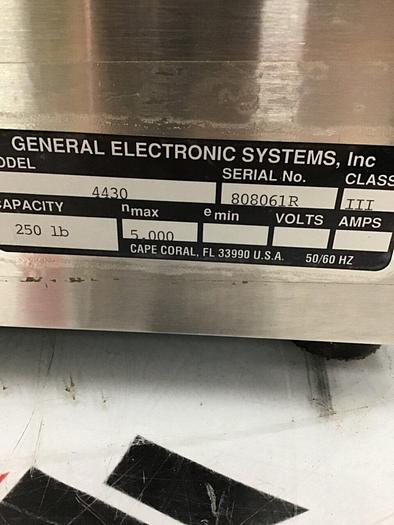 GENERAL ELECTRONIC SYSTEMS, Inc
ODEL SERIAL No. CLASS
4430 808061R III
CAPACITY nmax emin VOLTS AMPS
250 lb 5,000
CAPE CORAL, FL 33990 U.S.A. 50/60 HZ